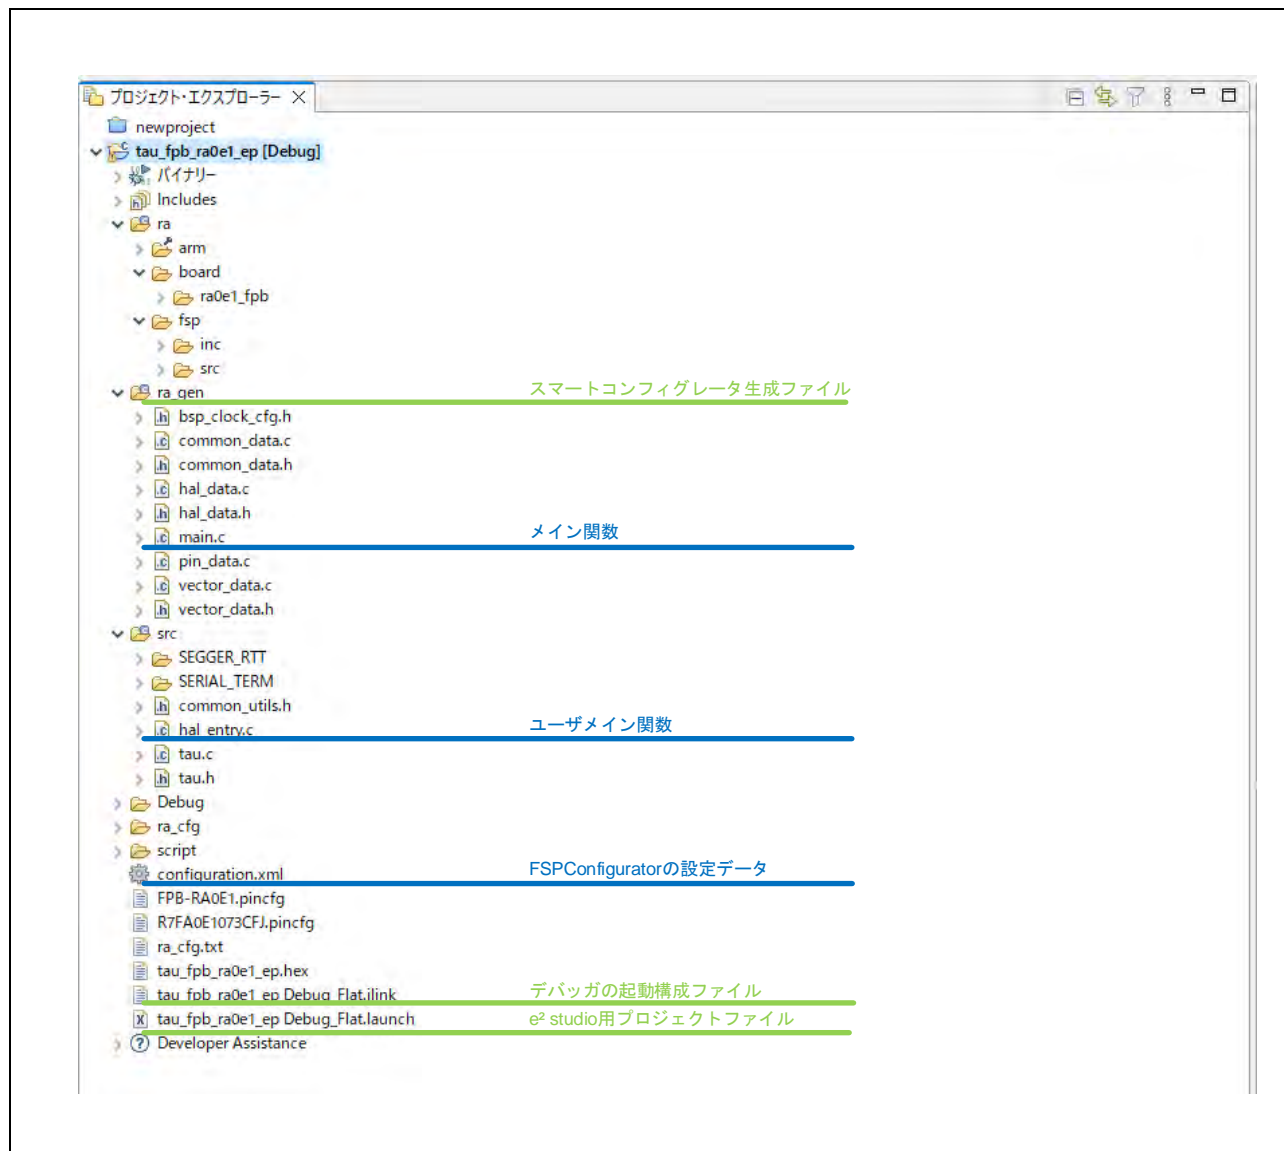 プロジェクト・エクスプローラー
newproject
tau_fpb_ra0e1_ep [Debug]
バイナリー
Includes
ra
arm
board
ra0e1_fpb
fsp
inc
src
ra_gen スマートコンフィグレータ生成ファイル
bsp_clock_cfg.h
common_data.c
common_data.h
hal_data.c
hal_data.h
main.c メイン関数
pin_data.c
vector_data.c
vector_data.h
src
SEGGER_RTT
SERIAL_TERM
common_utils.h
hal_entry.c ユーザメイン関数
tau.c
tau.h
Debug
ra_cfg
script
configuration.xml FSPConfiguratorの設定データ
FPB-RA0E1.pincfg
R7FA0E1073CFJ.pincfg
ra_cfg.txt
tau_fpb_ra0e1_ep.hex
tau_fpb_ra0e1_ep Debug_Flat.jlink デバッガの起動構成ファイル
tau_fpb_ra0e1_ep Debug_Flat.launch e² studio用プロジェクトファイル
Developer Assistance